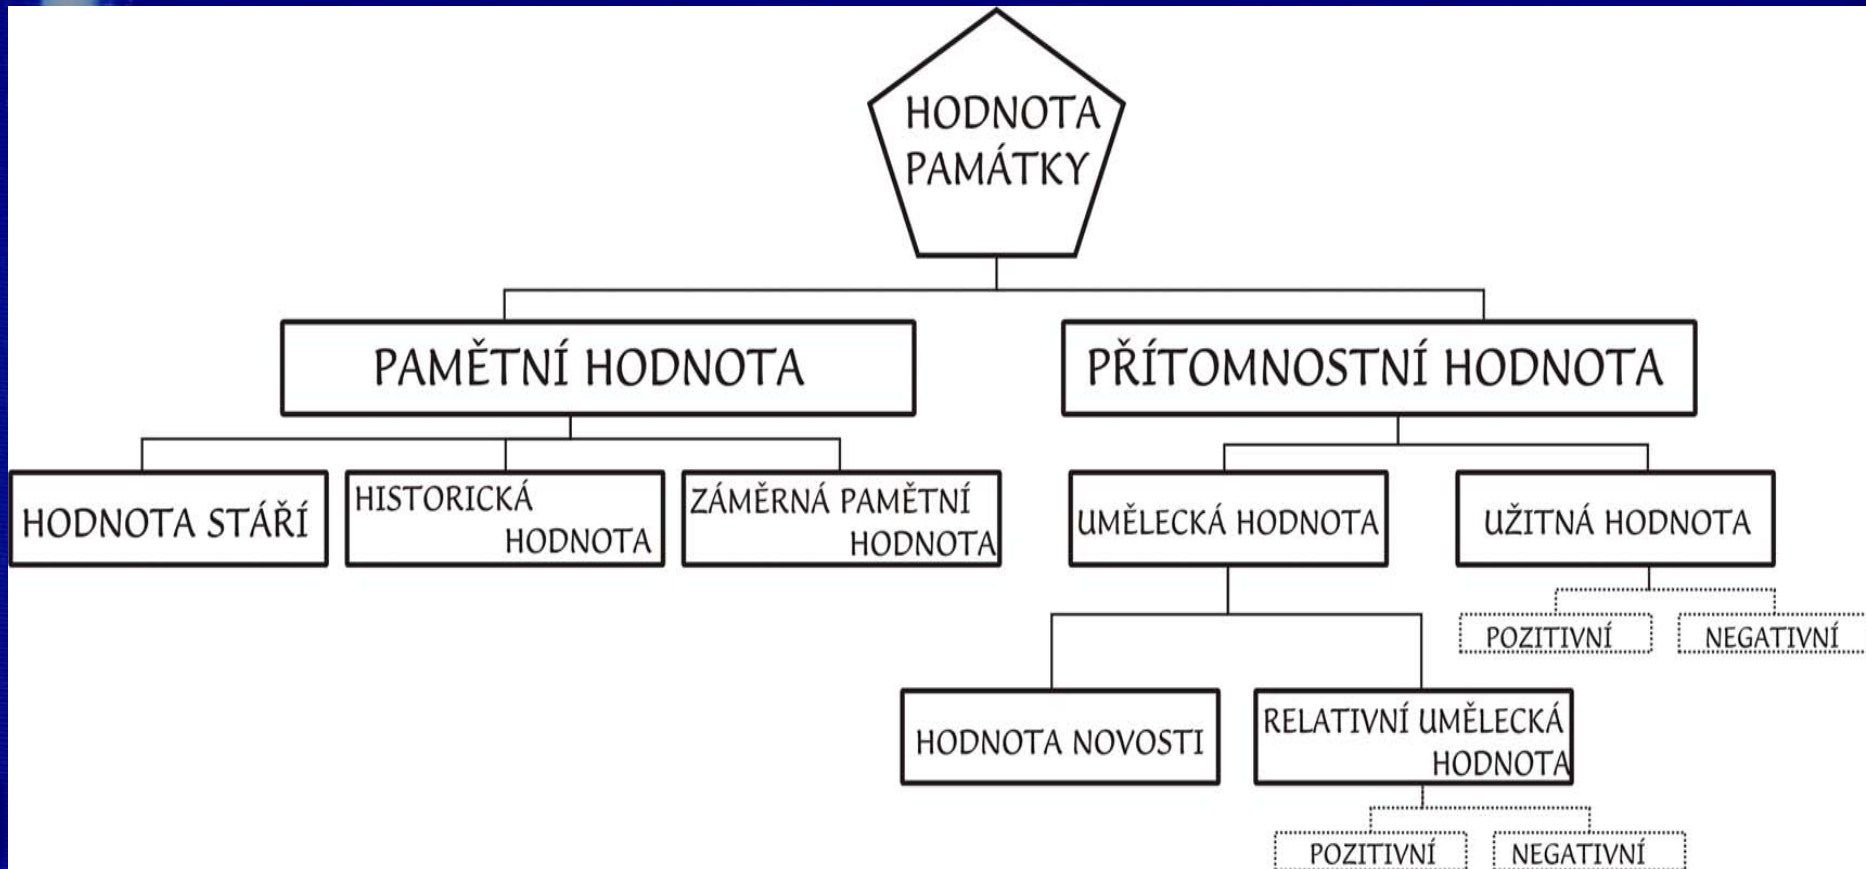 HODNOTA
PAMÁTKY
PAMĚTNÍ HODNOTA
PŘÍTOMNOSTNÍ HODNOTA
HODNOTA STÁŘÍ
HISTORICKÁ
HODNOTA
ZÁMĚRNÁ PAMĚTNÍ
HODNOTA
UMĚLECKÁ HODNOTA
UŽITNÁ HODNOTA
POZITIVNÍ
NEGATIVNÍ
HODNOTA NOVOSTI
RELATIVNÍ UMĚLECKÁ
HODNOTA
POZITIVNÍ
NEGATIVNÍ